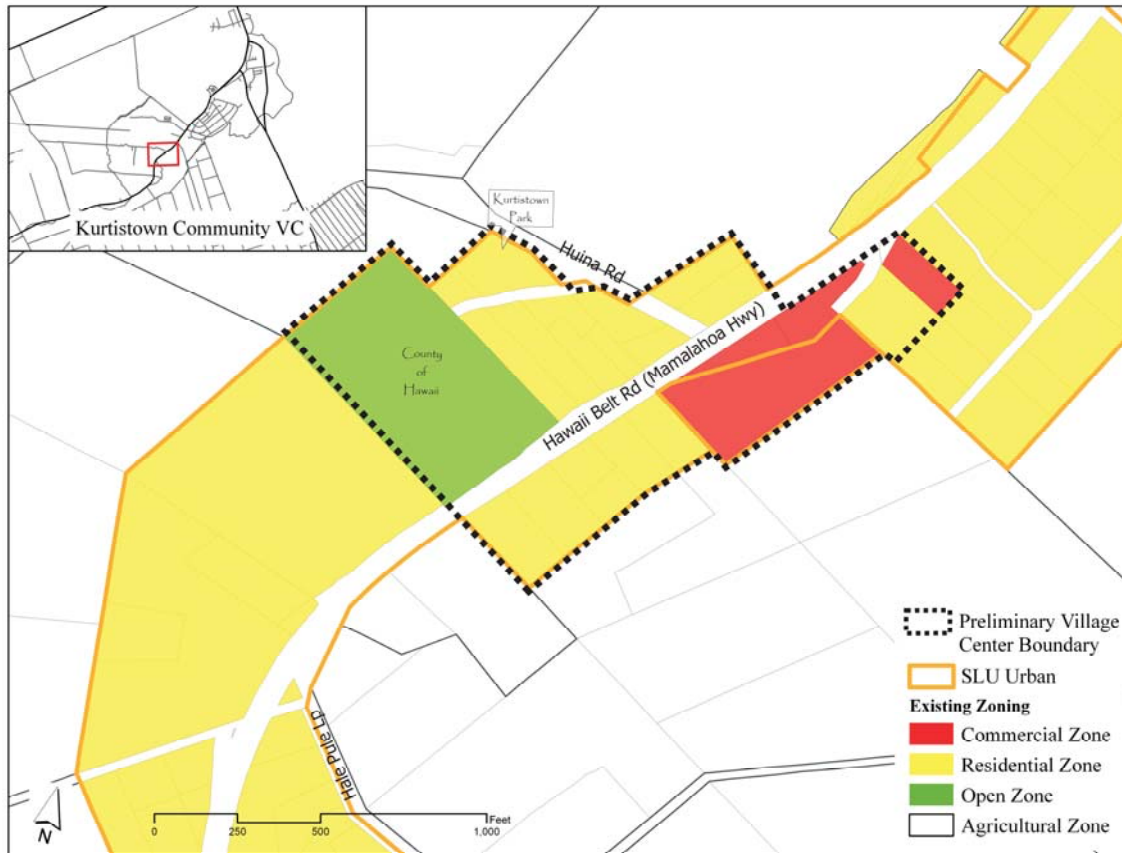 Kurtistown Community VC
Kurtistown
Park
Huina Rd
County
of
Hawaii
Hawaii Belt Rd (Mamalahoa Hwy)
Hale Pule Lp
N
Feet
0 250 500 1,000
Preliminary Village
Center Boundary
SLU Urban
Existing Zoning
Commercial Zone
Residential Zone
Open Zone
Agricultural Zone